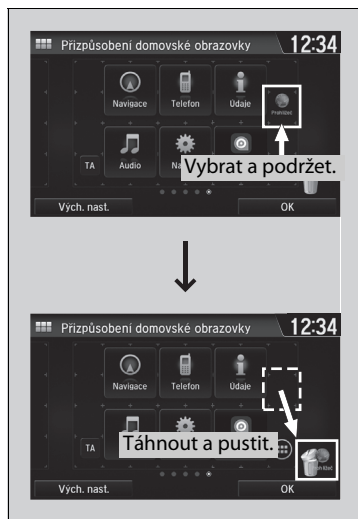 Přizpůsobení domovské obrazovky 12:34
Navigace Telefon Údaje Prohlížeč
TA Audio
Vybrat a podržet.
Vých. nast. OK
Přizpůsobení domovské obrazovky 12:34
Navigace Telefon Údaje
TA
Táhnout a pustit.
Prohlížeč
Vých. nast. OK